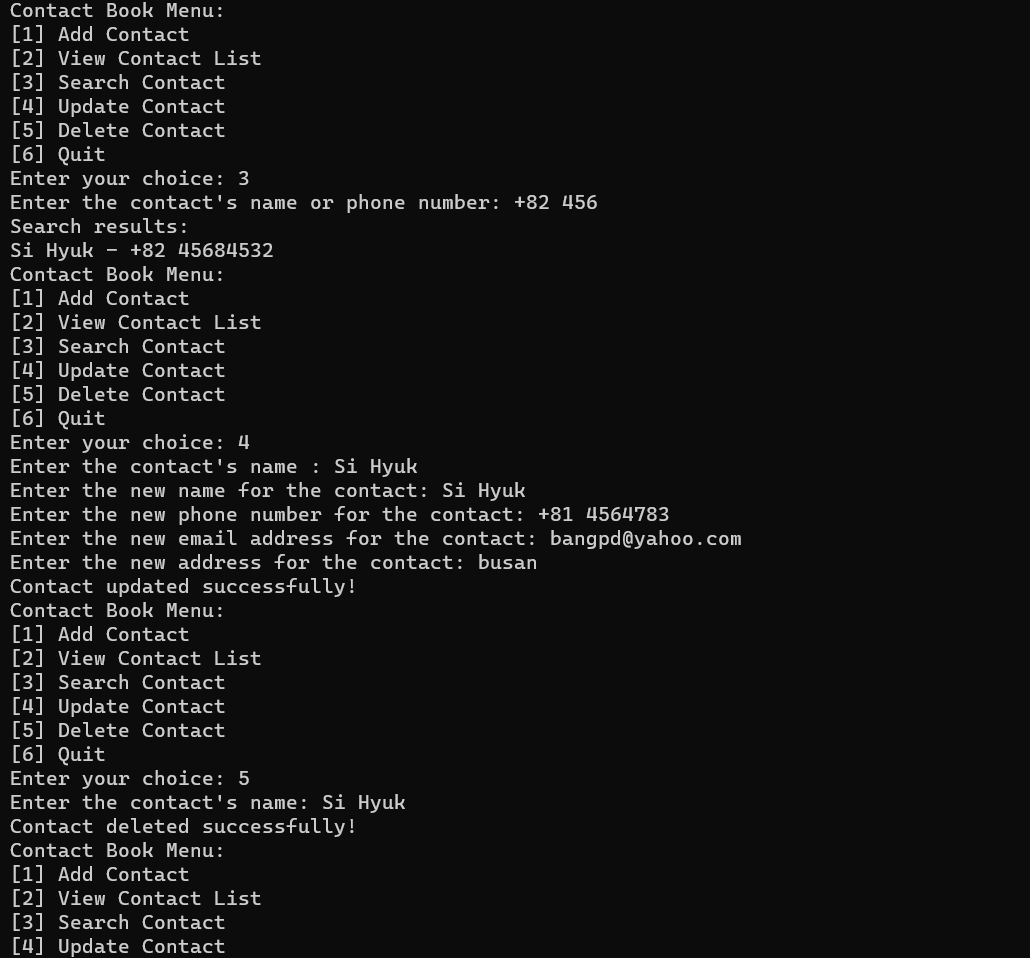 Contact Book Menu:
[1] Add Contact
[2] View Contact List
[3] Search Contact
[4] Update Contact
[5] Delete Contact
[6] Quit
Enter your choice: 3
Enter the contact's name or phone number: +82 456
Search results:
Si Hyuk - +82 45684532
Contact Book Menu:
[1] Add Contact
[2] View Contact List
[3] Search Contact
[4] Update Contact
[5] Delete Contact
[6] Quit
Enter your choice: 4
Enter the contact's name : Si Hyuk
Enter the new name for the contact: Si Hyuk
Enter the new phone number for the contact: +81 4564783
Enter the new email address for the contact: bangpd@yahoo.com
Enter the new address for the contact: busan
Contact updated successfully!
Contact Book Menu:
[1] Add Contact
[2] View Contact List
[3] Search Contact
[4] Update Contact
[5] Delete Contact
[6] Quit
Enter your choice: 5
Enter the contact's name: Si Hyuk
Contact deleted successfully!
Contact Book Menu:
[1] Add Contact
[2] View Contact List
[3] Search Contact
[4] Update Contact